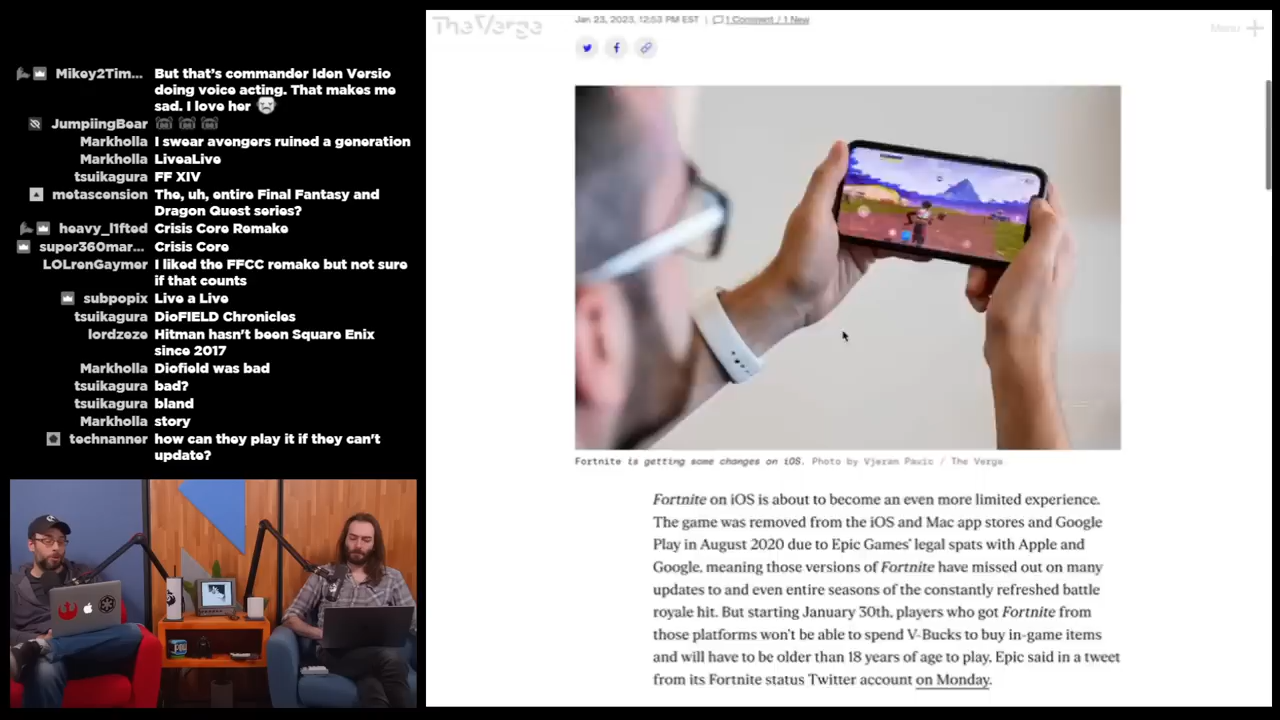 Mikey2Tim... But that's commander Iden Versio
doing voice acting. That makes me
sad. I love her
JumpiingBear
Markholla I swear avengers ruined a generation
Markholla LiveaLive
tsuikagura FF XIV
metascension The, uh, entire Final Fantasy and
Dragon Quest series?
heavy_l1fted Crisis Core Remake
super360mar... Crisis Core
LOLrenGaymer I liked the FFCC remake but not sure
if that counts
subpopix Live a Live
tsuikagura DioFIELD Chronicles
lordzeze Hitman hasn't been Square Enix
since 2017
Markholla Diofield was bad
tsuikagura bad?
tsuikagura bland
Markholla story
technanner how can they play it if they can't
update?
TheVerge
Menu
Jan 23, 2023, 12:53 PM EST | 1 Comment / 1 New
Fortnite is getting some changes on iOS. Photo by Vjeran Pavic / The Verge
Fortnite on iOS is about to become an even more limited experience.
The game was removed from the iOS and Mac app stores and Google
Play in August 2020 due to Epic Games' legal spats with Apple and
Google, meaning those versions of Fortnite have missed out on many
updates to and even entire seasons of the constantly refreshed battle
royale hit. But starting January 30th, players who got Fortnite from
those platforms won't be able to spend V-Bucks to buy in-game items
and will have to be older than 18 years of age to play, Epic said in a tweet
from its Fortnite status Twitter account on Monday.